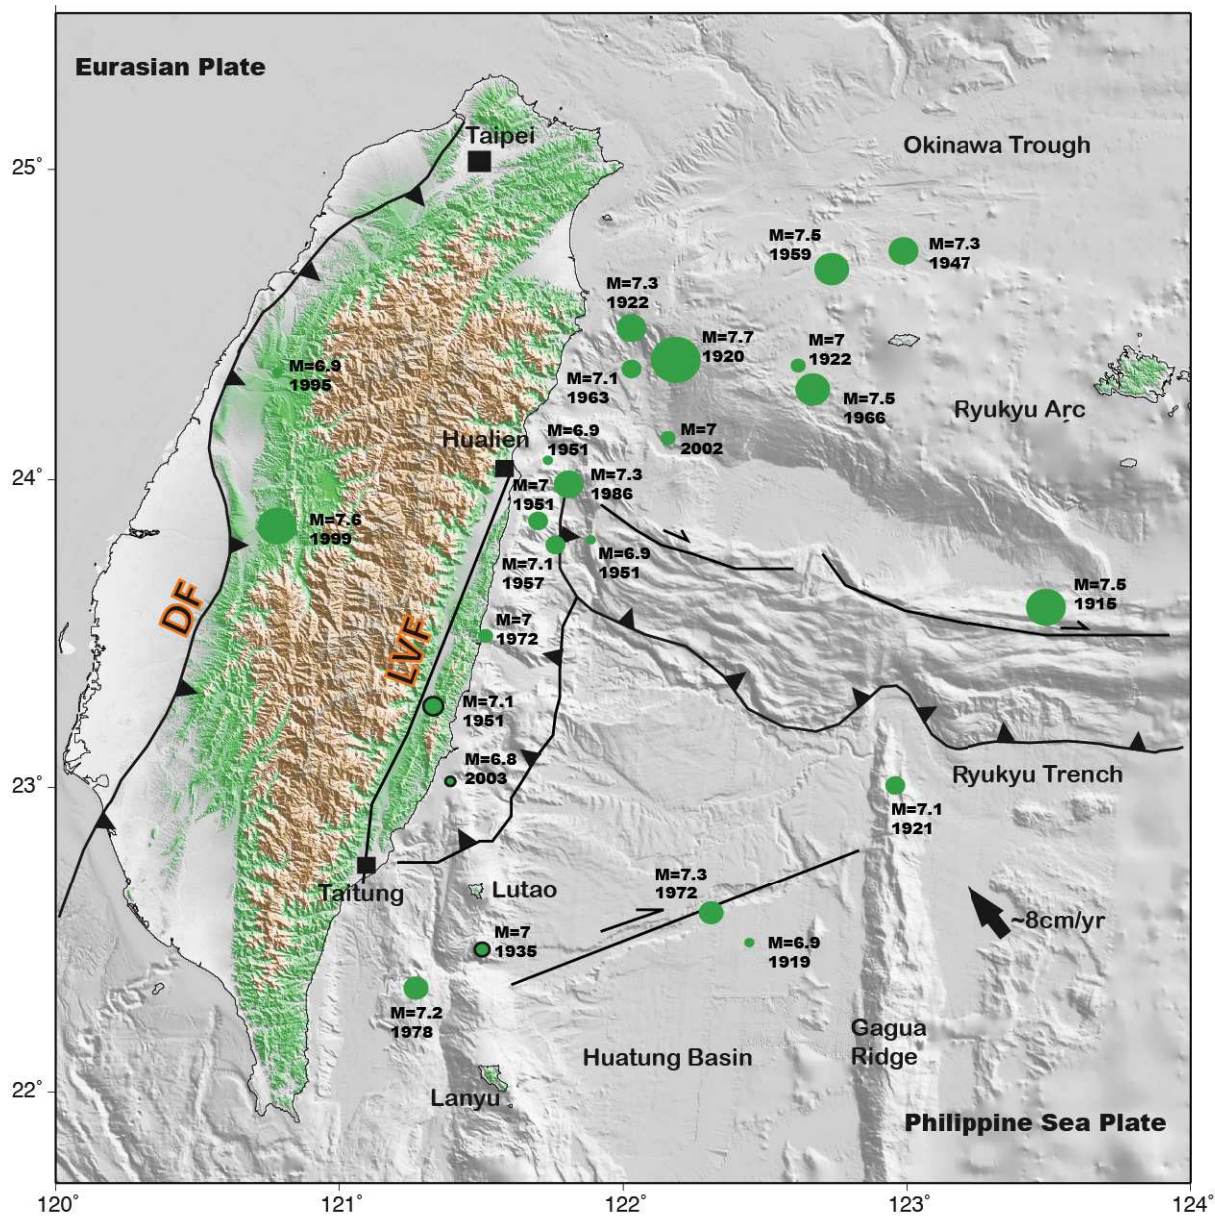 Eurasian Plate
Taipei
25°
Okinawa Trough
M=7.5
1959
M=7.3
1947
M=7.3
1922
M=7.7
1920
M=7
1922
M=6.9
1995
M=7.1
1963
M=7.5
1966
Ryukyu Arc
M=7
2002
Hualien
M=6.9
1951
24°
M=7.3
1986
M=7
1951
M=7.6
1999
M=7.1
1957
M=6.9
1951
DF
M=7.5
1915
M=7
1972
LVF
M=7.1
1951
M=6.8
2003
23°
Ryukyu Trench
M=7.1
1921
Taitung
Lutao
M=7.3
1972
~8cm/yr
M=7
1935
M=6.9
1919
M=7.2
1978
Gagua
Ridge
Huatung Basin
22°
Lanyu
Philippine Sea Plate
120°
121°
122°
123°
124°